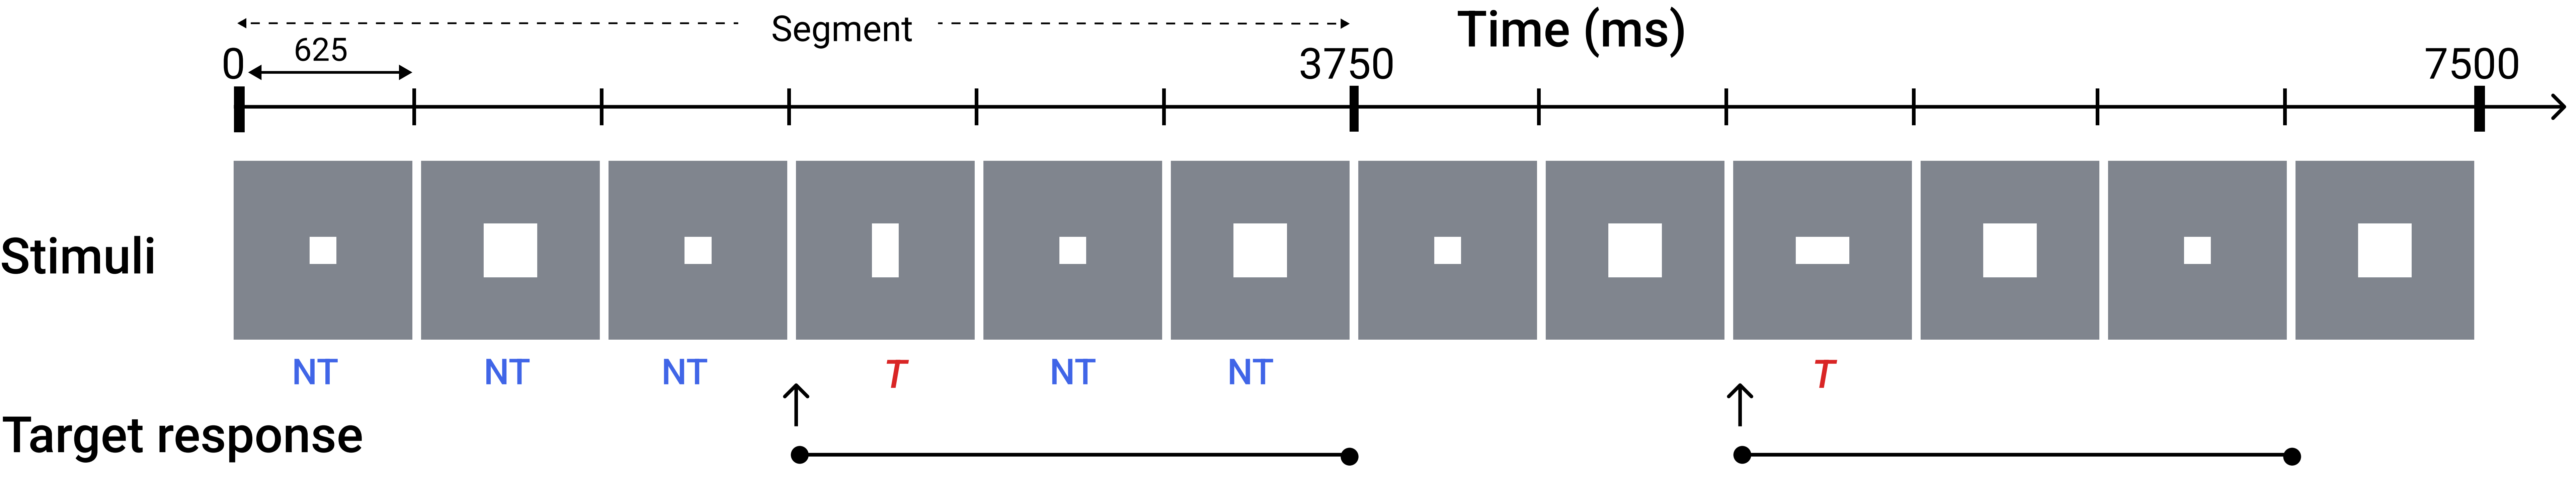 Segment
Time (ms)
0
625
3750
7500
Stimuli
NT
NT
NT
T
NT
NT
T
Target response